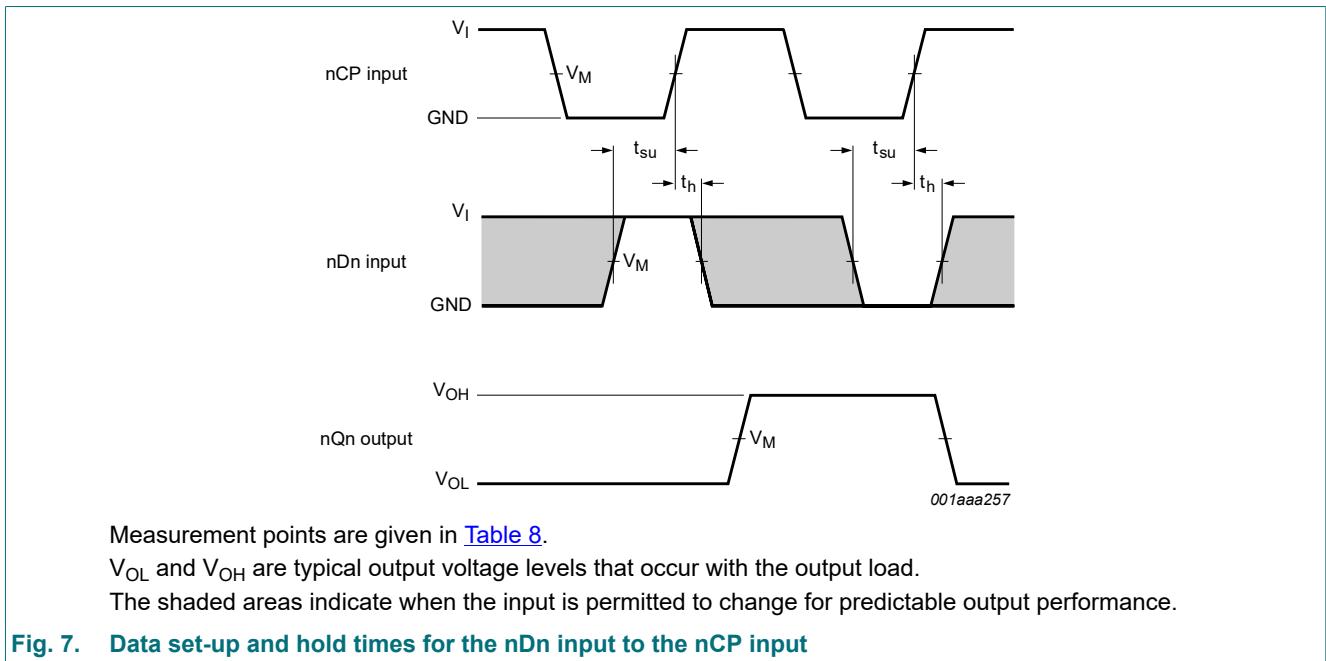 V_I
nCP input
V_M
GND
t_su
t_su
t_h
t_h
V_I
nDn input
V_M
GND
V_OH
nQn output
V_M
V_OL
001aaa257
Measurement points are given in Table 8.
V_OL and V_OH are typical output voltage levels that occur with the output load.
The shaded areas indicate when the input is permitted to change for predictable output performance.
Fig. 7. Data set-up and hold times for the nDn input to the nCP input